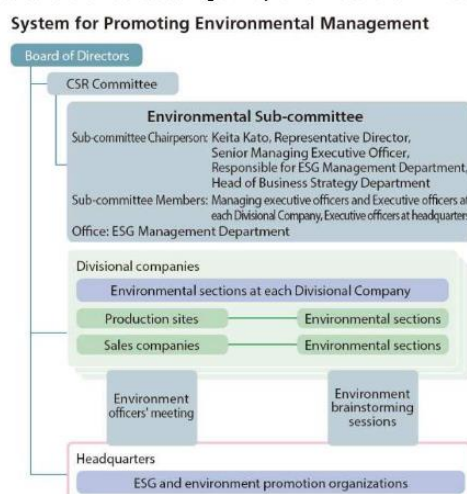 System for Promoting Environmental Management
Board of Directors
CSR Committee
Environmental Sub-committee
Sub-committee Chairperson: Keita Kato, Representative Director,
Senior Managing Executive Officer,
Responsible for ESG Management Department,
Head of Business Strategy Department
Sub-committee Members: Managing executive officers and Executive officers at
each Divisional Company, Executive officers at headquarters
Office: ESG Management Department
Divisional companies
Environmental sections at each Divisional Company
Production sites Environmental sections
Sales companies Environmental sections
Environment
officers' meeting
Environment
brainstorming
sessions
Headquarters
ESG and environment promotion organizations